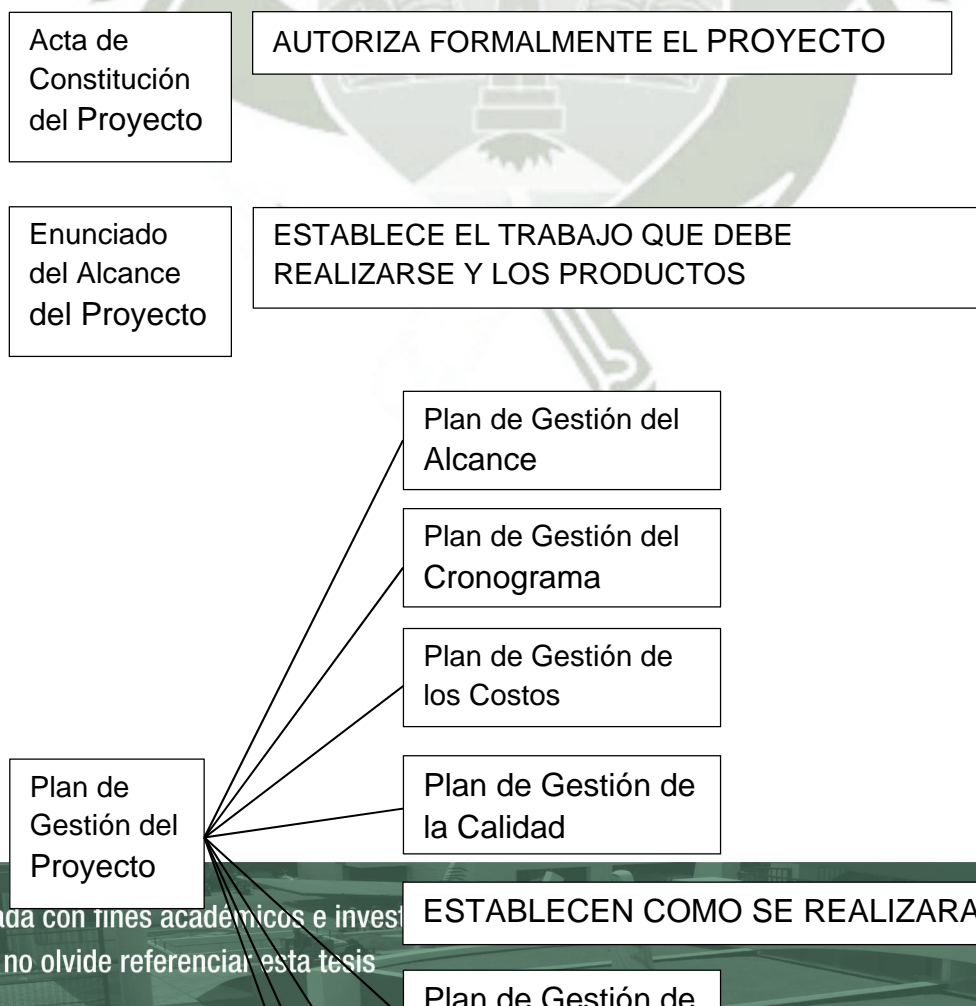 Acta de
Constitución
del Proyecto
AUTORIZA FORMALMENTE EL PROYECTO
Enunciado
del Alcance
del Proyecto
ESTABLECE EL TRABAJO QUE DEBE
REALIZARSE Y LOS PRODUCTOS
Plan de Gestión del
Alcance
Plan de Gestión del
Cronograma
Plan de Gestión de
los Costos
Plan de Gestión de
la Calidad
Plan de
Gestión del
Proyecto
ESTABLECEN COMO SE REALIZARA
con fines académicos e
no olvide referenciar esta tesis
Plan de Gestión de